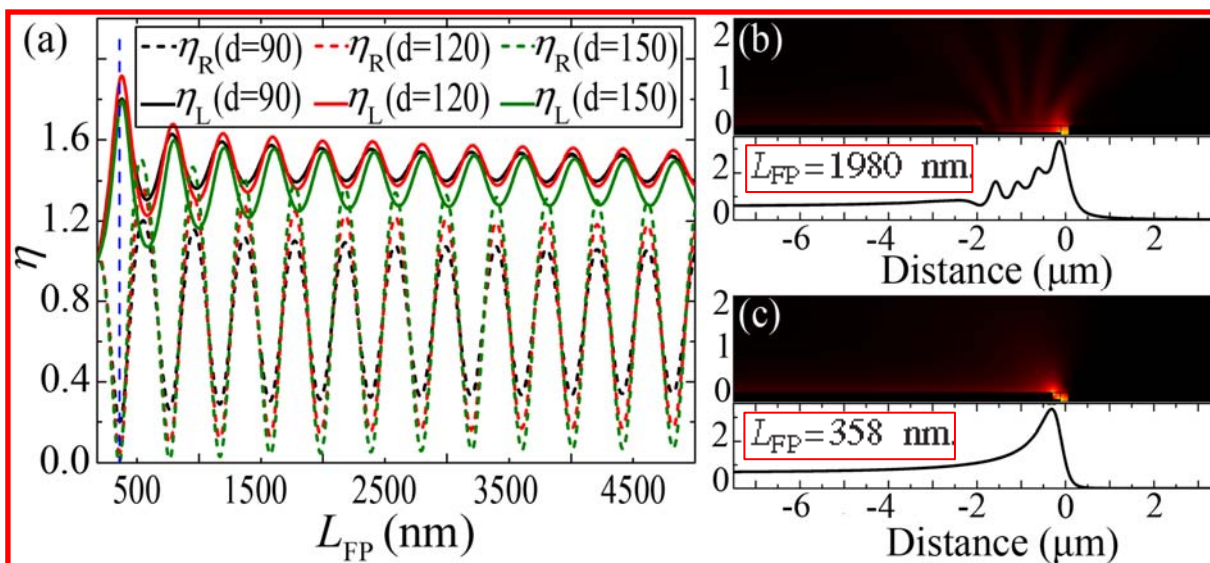 (a)
ηR(d=90) ηR(d=120) ηR(d=150)
ηL(d=90) ηL(d=120) ηL(d=150)
η
1.6
1.2
0.8
0.4
0.0
500 1500 2500 3500 4500
LFP (nm)
(b)
2
1
0
LFP=1980 nm.
2
0
-6 -4 -2 0 2
Distance (μm)
(c)
2
1
0
LFP=358 nm.
2
0
-6 -4 -2 0 2
Distance (μm)